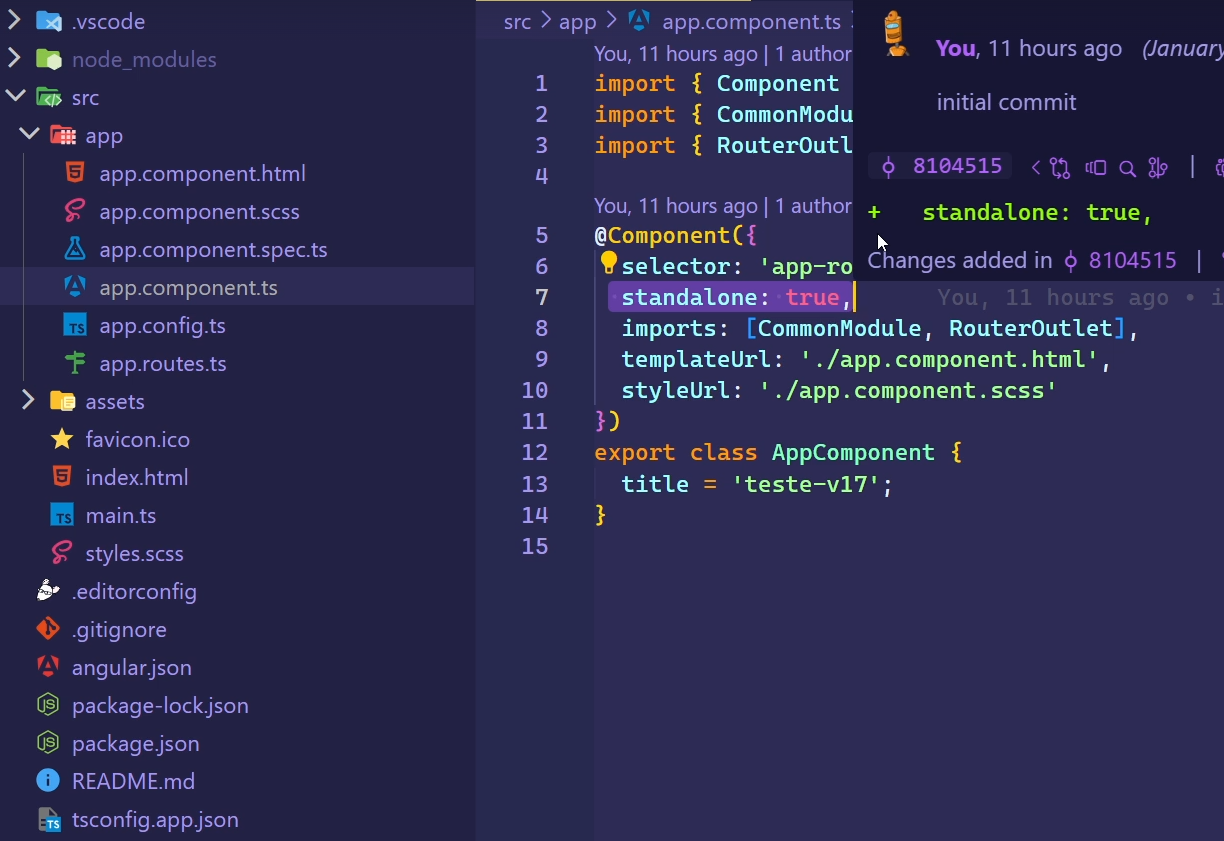 .vscode
node_modules
src
app
app.component.html
app.component.scss
app.component.spec.ts
app.component.ts
app.config.ts
app.routes.ts
assets
favicon.ico
index.html
main.ts
styles.scss
.editorconfig
.gitignore
angular.json
package-lock.json
package.json
README.md
tsconfig.app.json
src > app > app.component.ts
You, 11 hours ago | 1 author
1 import { Component
2 import { CommonModu
3 import { RouterOutl
4
You, 11 hours ago | 1 author
5 @Component({
6 selector: 'app-ro
7 standalone: true, You, 11 hours ago • i
8 imports: [CommonModule, RouterOutlet],
9 templateUrl: './app.component.html',
10 styleUrl: './app.component.scss'
11 })
12 export class AppComponent {
13 title = 'teste-v17';
14 }
15
You, 11 hours ago (January
initial commit
8104515 |
+ standalone: true,
Changes added in 8104515 |